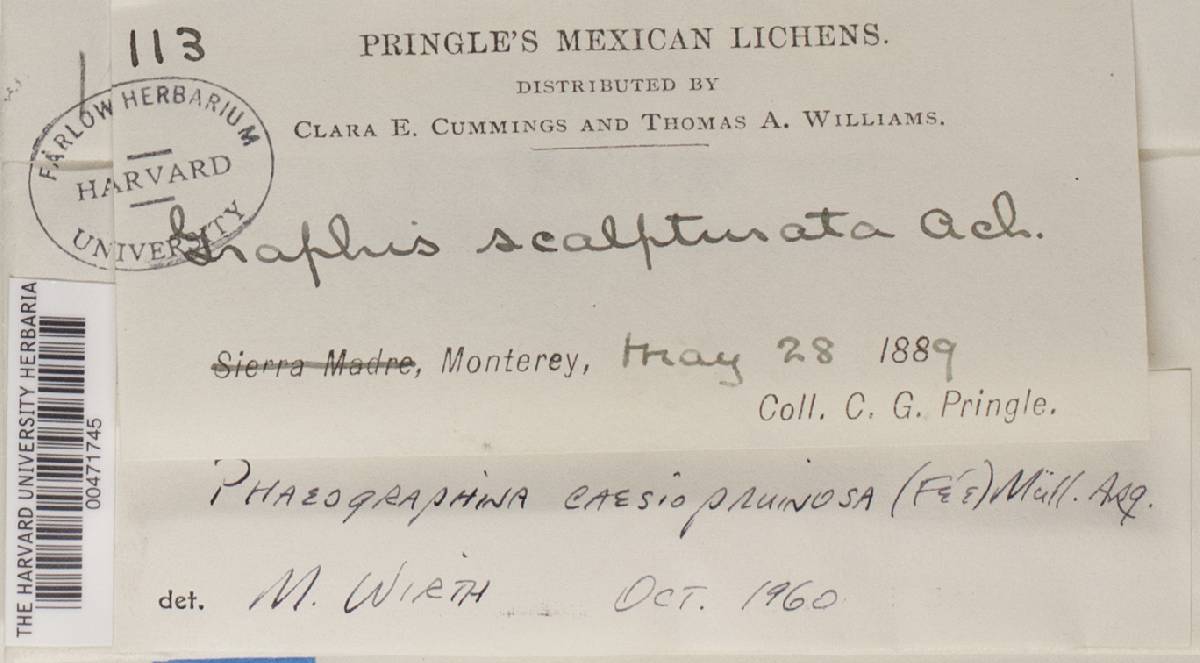 113
PRINGLE'S MEXICAN LICHENS.
DISTRIBUTED BY
CLARA E. CUMMINGS AND THOMAS A. WILLIAMS.
FARLOW HERBARIUM
HARVARD
UNIVERSITY
Graphis scalpturata Ach.
Sierra Madre, Monterey, May 28 1889
Coll. C. G. Pringle.
PHAEOGRAPHINA CAESIOPRUINOSA (FÉE) Müll. Arg.
det. M. WIRTH OCT. 1960
THE HARVARD UNIVERSITY HERBARIA
00471745